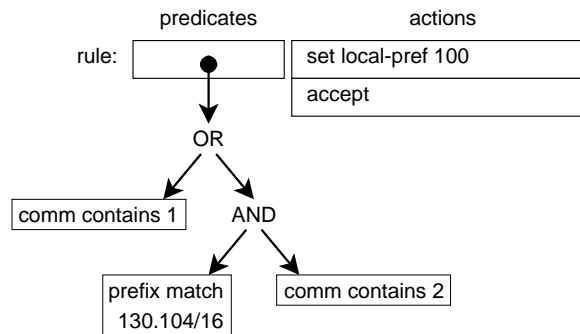 predicates
actions
rule:
set local-pref 100
accept
OR
comm contains 1
AND
prefix match
130.104/16
comm contains 2